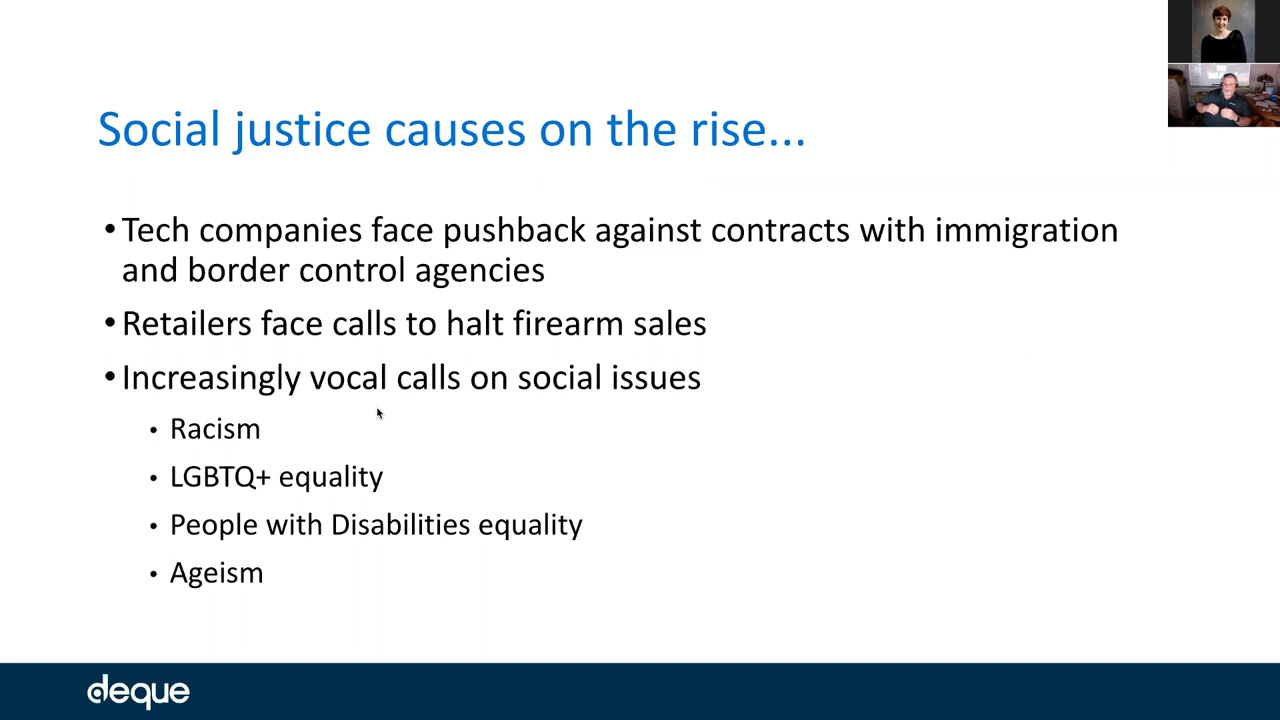 Social justice causes on the rise...
• Tech companies face pushback against contracts with immigration
and border control agencies
• Retailers face calls to halt firearm sales
• Increasingly vocal calls on social issues
• Racism
• LGBTQ+ equality
• People with Disabilities equality
• Ageism
deque